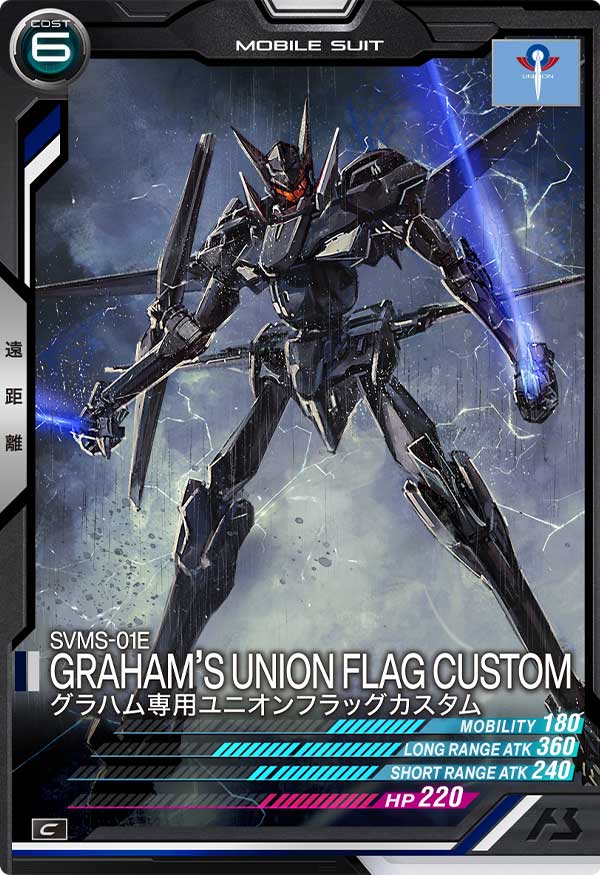 COST
6
MOBILE SUIT
UNION
遠距離
SVMS-01E
GRAHAM'S UNION FLAG CUSTOM
グラハム専用ユニオンフラッグカスタム
MOBILITY 180
LONG RANGE ATK 360
SHORT RANGE ATK 240
HP 220
C